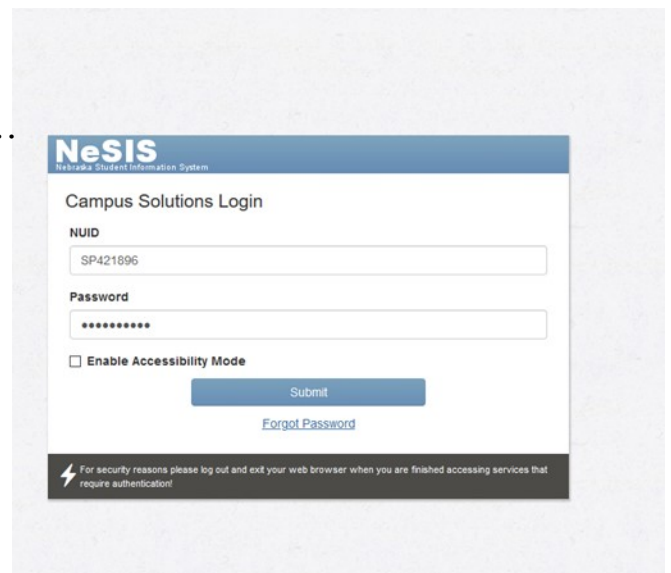 ..
NeSIS
Nebraska Student Information System
Campus Solutions Login
NUID
SP421896
Password
••••••••••
Enable Accessibility Mode
Submit
Forgot Password
For security reasons please log out and exit your web browser when you are finished accessing services that
require authentication!